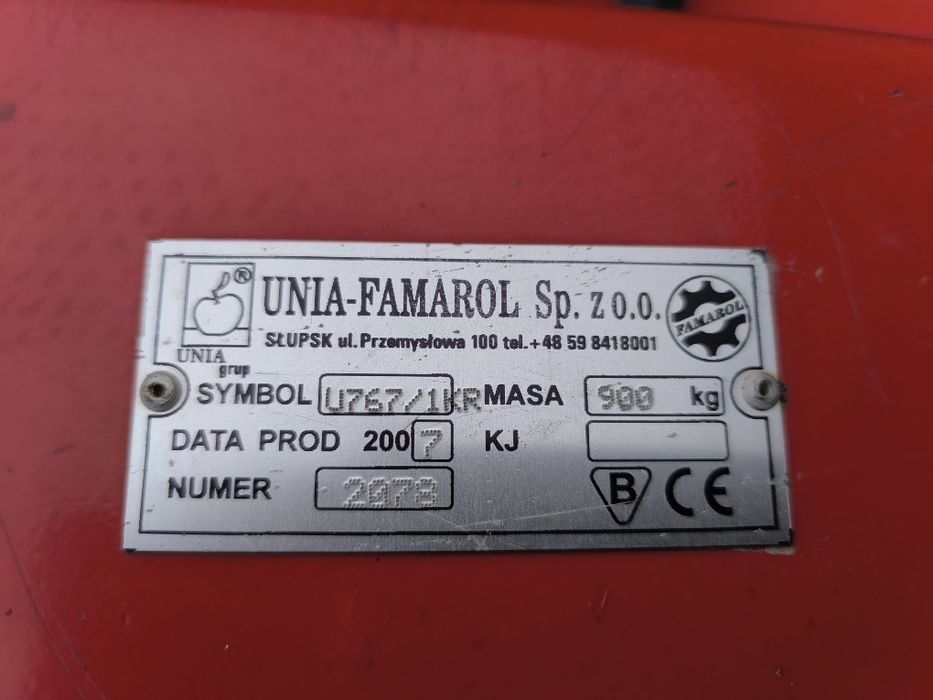 ® UNIA-FAMAROL Sp. z o.o.
FAMAROL
SŁUPSK ul.Przemysłowa 100 tel.+48 59 8418001
UNIA
grup
SYMBOL U767/1KR MASA 900 kg
DATA PROD 2007 KJ
NUMER 2078 B CE